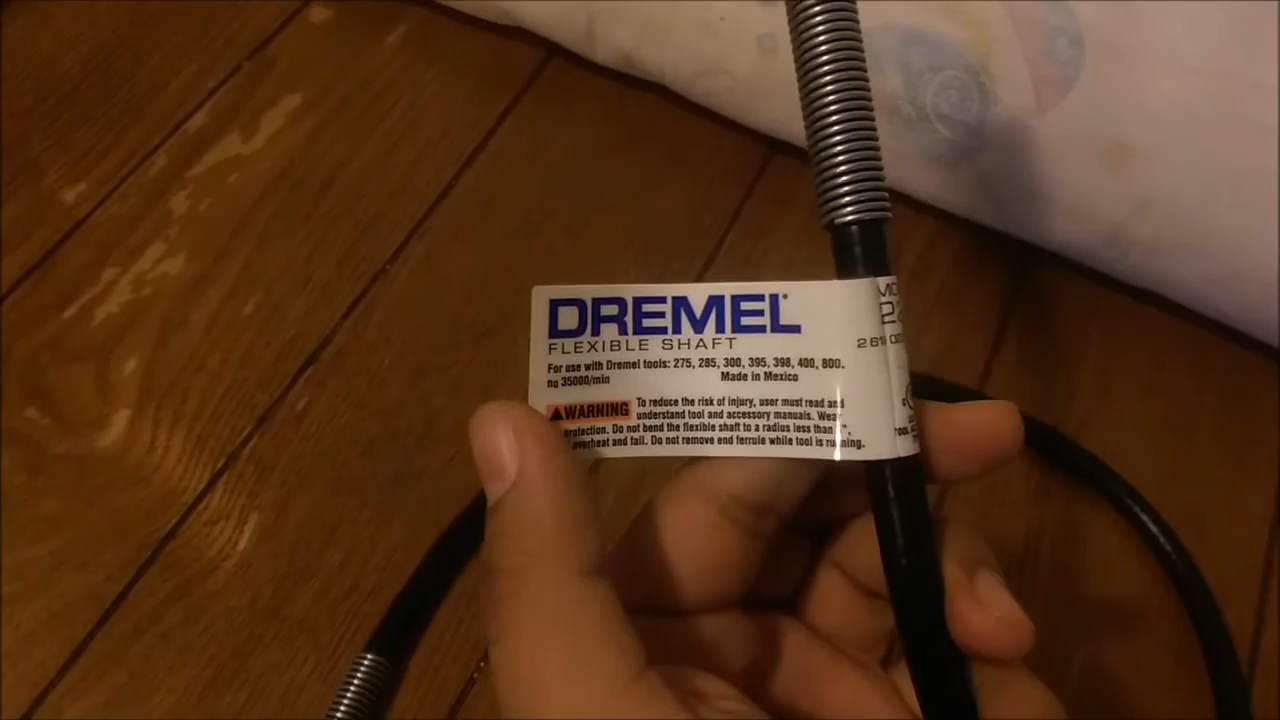 DREMEL
FLEXIBLE SHAFT
For use with Dremel tools: 275, 285, 300, 395, 398, 400, 800.
no 35000/min
Made in Mexico
WARNING To reduce the risk of injury, user must read and
understand tool and accessory manuals. Wear
protection. Do not bend the flexible shaft to a radius less than
overheat and fail. Do not remove end ferrule while tool is running.